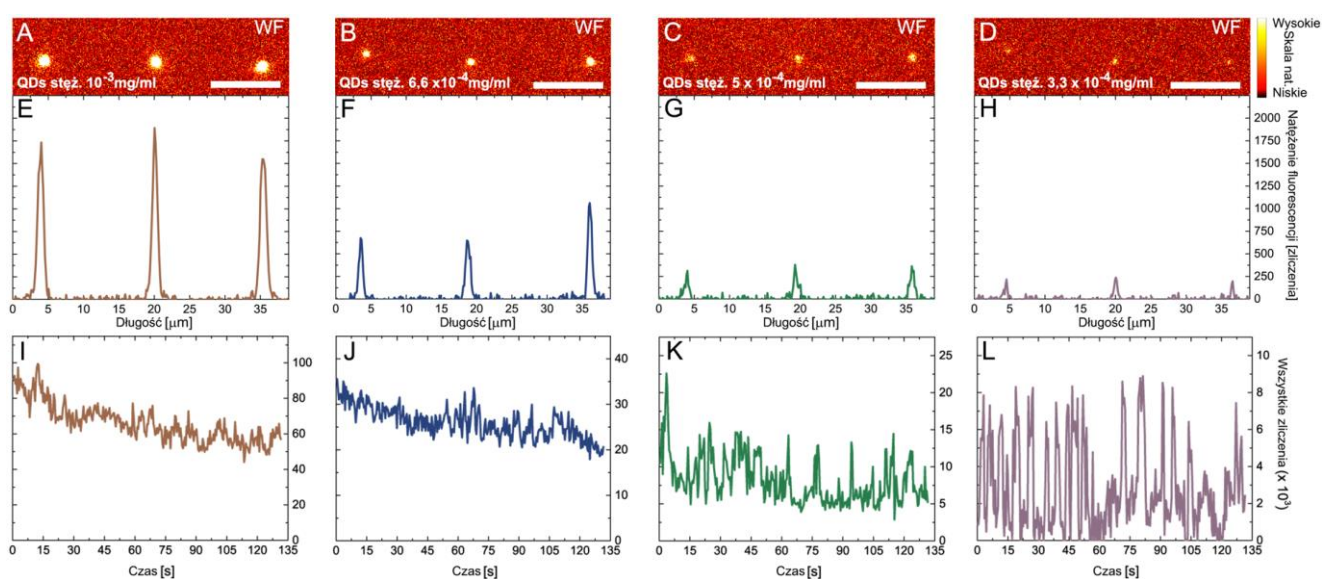 A WF
QDs stęż. 10⁻³mg/ml
B WF
QDs stęż. 6,6 x10⁻⁴mg/ml
C WF
QDs stęż. 5 x 10⁻⁴mg/ml
D WF
QDs stęż. 3,3 x 10⁻⁴mg/ml
Wysokie
Skala nat.
Niskie
E
0 5 10 15 20 25 30 35
Długość [μm]
F
0 5 10 15 20 25 30 35
Długość [μm]
G
0 5 10 15 20 25 30 35
Długość [μm]
H
0 5 10 15 20 25 30 35
Długość [μm]
2000
1750
1500
1250
1000
750
500
250
0
Natężenie fluorescencji [zliczenia]
I
100
80
60
40
20
0
0 15 30 45 60 75 90 105 120 135
Czas [s]
J
40
30
20
10
0
0 15 30 45 60 75 90 105 120 135
Czas [s]
K
25
20
15
10
5
0
0 15 30 45 60 75 90 105 120 135
Czas [s]
L
10
8
6
4
2
0
0 15 30 45 60 75 90 105 120 135
Czas [s]
Wszystkie zliczenia (x 10³)